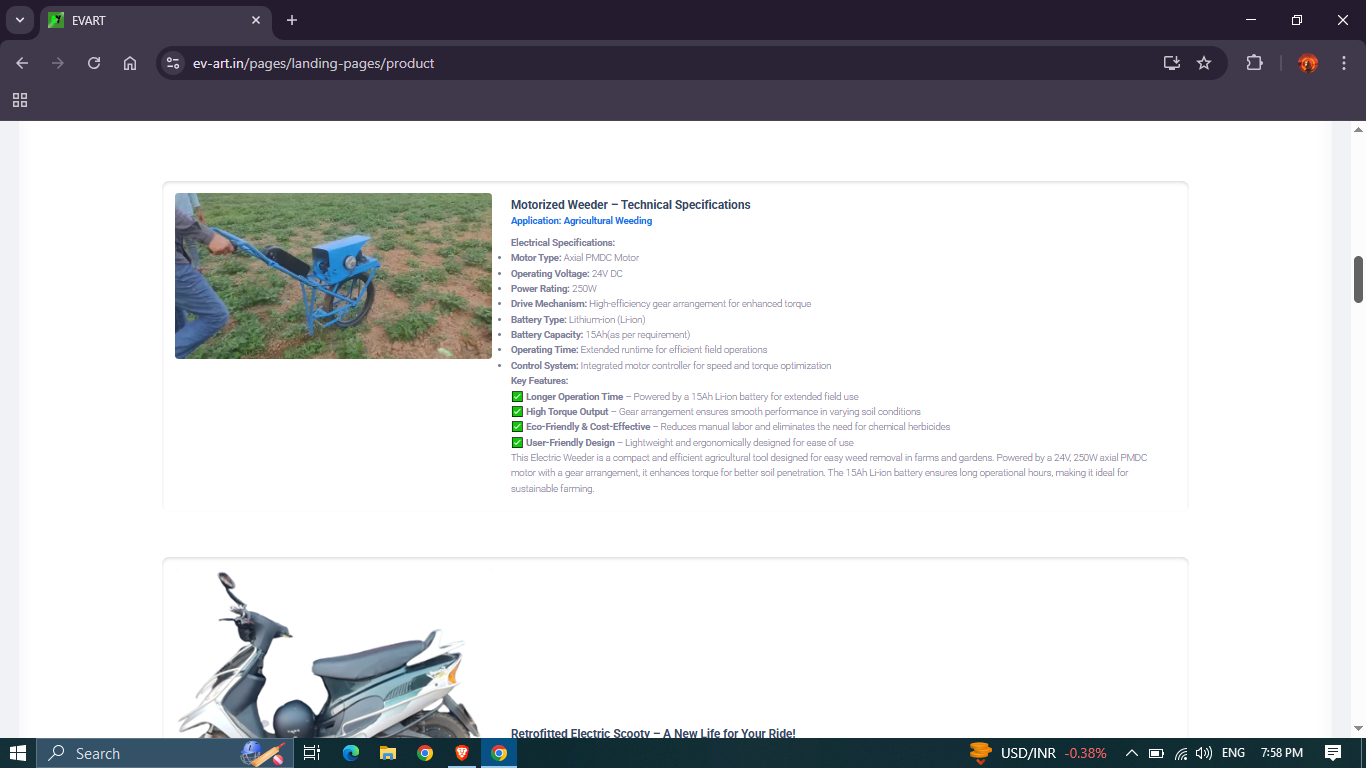 EVART
ev-art.in/pages/landing-pages/product
Motorized Weeder – Technical Specifications
Application: Agricultural Weeding
Electrical Specifications:
Motor Type: Axial PMDC Motor
Operating Voltage: 24V DC
Power Rating: 250W
Drive Mechanism: High-efficiency gear arrangement for enhanced torque
Battery Type: Lithium-ion (Li-ion)
Battery Capacity: 15Ah(as per requirement)
Operating Time: Extended runtime for efficient field operations
Control System: Integrated motor controller for speed and torque optimization
Key Features:
✅ Longer Operation Time – Powered by a 15Ah Li-ion battery for extended field use
✅ High Torque Output – Gear arrangement ensures smooth performance in varying soil conditions
✅ Eco-Friendly & Cost-Effective – Reduces manual labor and eliminates the need for chemical herbicides
✅ User-Friendly Design – Lightweight and ergonomically designed for ease of use
This Electric Weeder is a compact and efficient agricultural tool designed for easy weed removal in farms and gardens. Powered by a 24V, 250W axial PMDC
motor with a gear arrangement, it enhances torque for better soil penetration. The 15Ah Li-ion battery ensures long operational hours, making it ideal for
sustainable farming.
Retrofitted Electric Scooty – A New Life for Your Ride!
Search
USD/INR -0.38%
ENG
7:58 PM